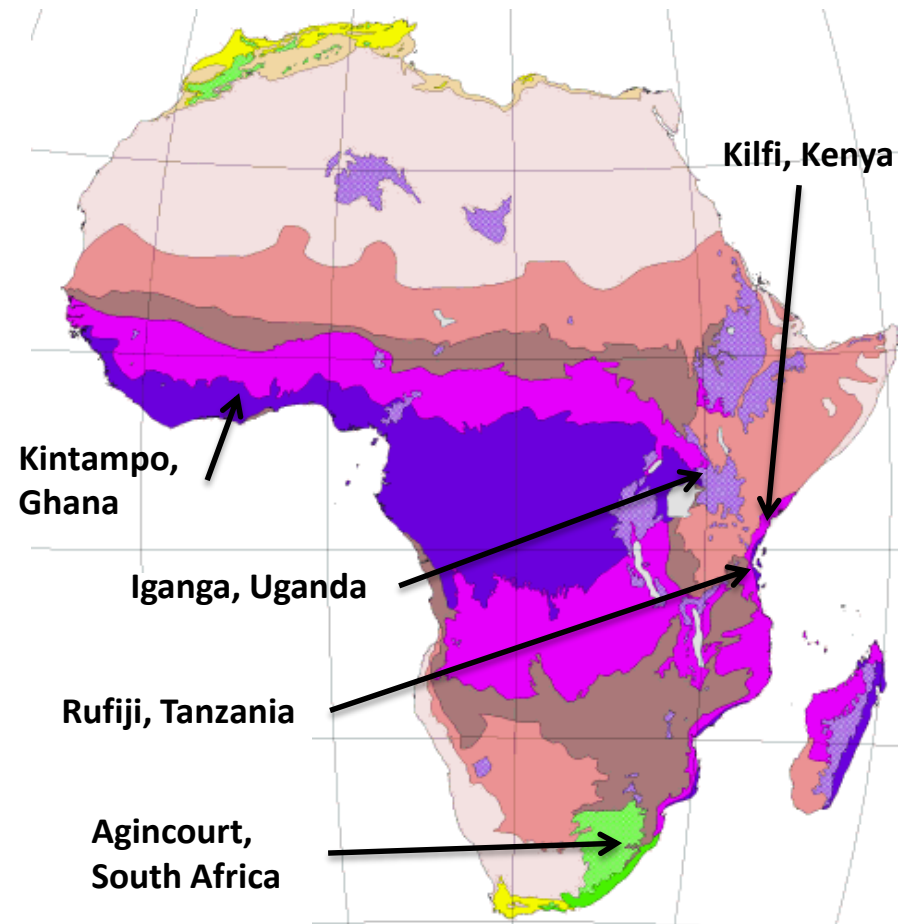 Kilfi, Kenya
Kintampo,
Ghana
Iganga, Uganda
Rufiji, Tanzania
Agincourt,
South Africa